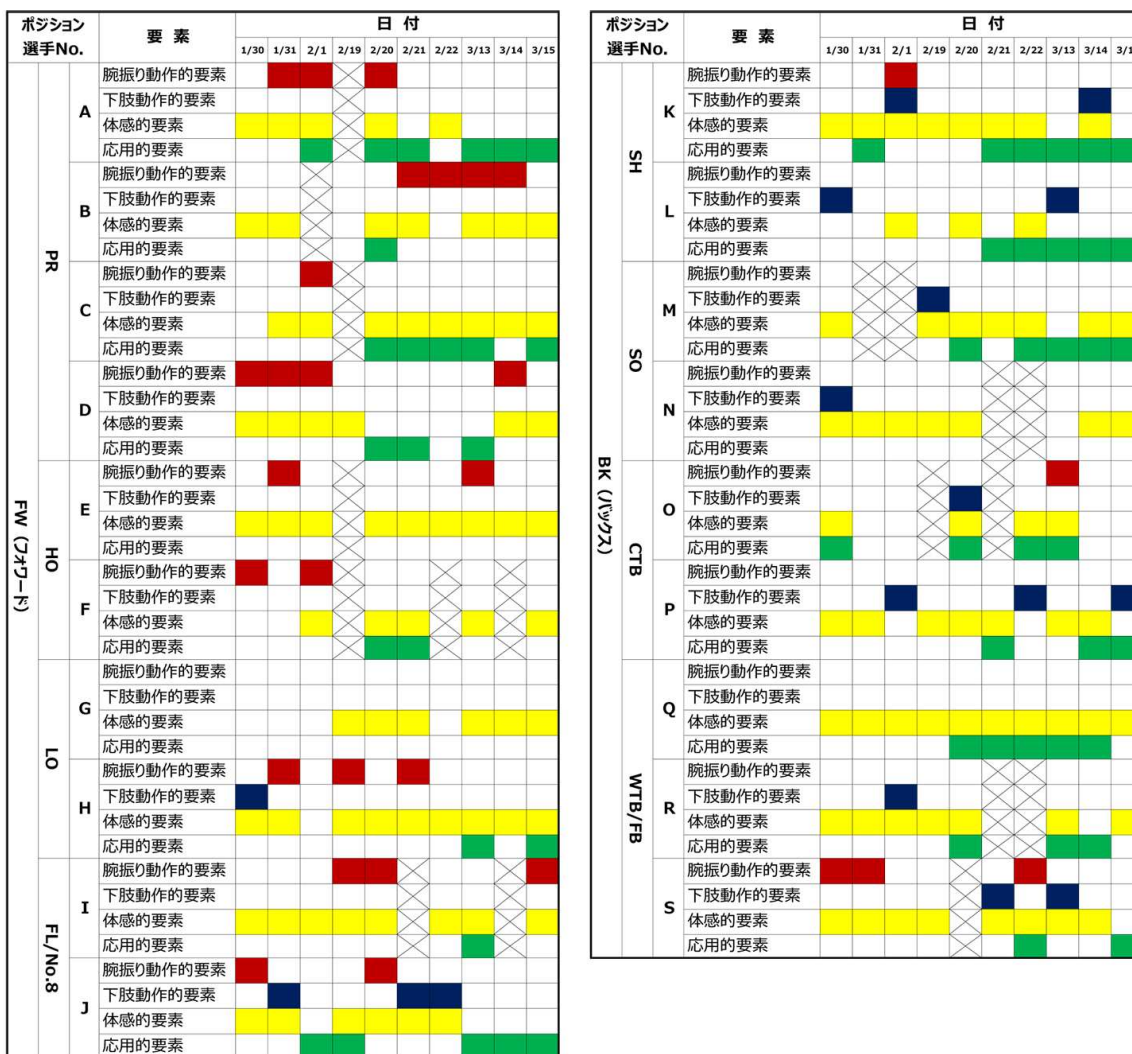 ポジション
選手No.
要 素
日 付
1/30 1/31 2/1 2/19 2/20 2/21 2/22 3/13 3/14 3/15
FW (フォワード)
PR
A
腕振り動作的要素
下肢動作的要素
体感的要素
応用的要素
B
腕振り動作的要素
下肢動作的要素
体感的要素
応用的要素
C
腕振り動作的要素
下肢動作的要素
体感的要素
応用的要素
D
腕振り動作的要素
下肢動作的要素
体感的要素
応用的要素
HO
E
腕振り動作的要素
下肢動作的要素
体感的要素
応用的要素
F
腕振り動作的要素
下肢動作的要素
体感的要素
応用的要素
LO
G
腕振り動作的要素
下肢動作的要素
体感的要素
応用的要素
H
腕振り動作的要素
下肢動作的要素
体感的要素
応用的要素
FL/No.8
I
腕振り動作的要素
下肢動作的要素
体感的要素
応用的要素
J
腕振り動作的要素
下肢動作的要素
体感的要素
応用的要素
ポジション
選手No.
要 素
日 付
1/30 1/31 2/1 2/19 2/20 2/21 2/22 3/13 3/14 3/1
BK (バックス)
SH
K
腕振り動作的要素
下肢動作的要素
体感的要素
応用的要素
L
腕振り動作的要素
下肢動作的要素
体感的要素
応用的要素
SO
M
腕振り動作的要素
下肢動作的要素
体感的要素
応用的要素
N
腕振り動作的要素
下肢動作的要素
体感的要素
応用的要素
CTB
O
腕振り動作的要素
下肢動作的要素
体感的要素
応用的要素
P
腕振り動作的要素
下肢動作的要素
体感的要素
応用的要素
WTB/FB
Q
腕振り動作的要素
下肢動作的要素
体感的要素
応用的要素
R
腕振り動作的要素
下肢動作的要素
体感的要素
応用的要素
S
腕振り動作的要素
下肢動作的要素
体感的要素
応用的要素